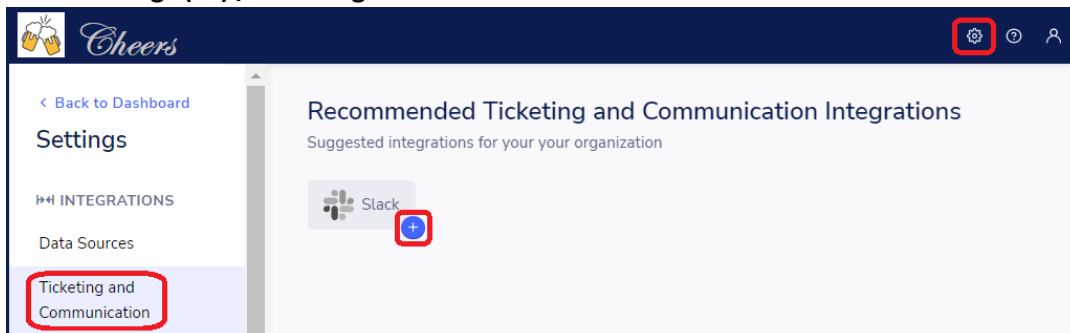 Cheers
< Back to Dashboard
Settings
INTEGRATIONS
Data Sources
Ticketing and
Communication
Recommended Ticketing and Communication Integrations
Suggested integrations for your your organization
Slack